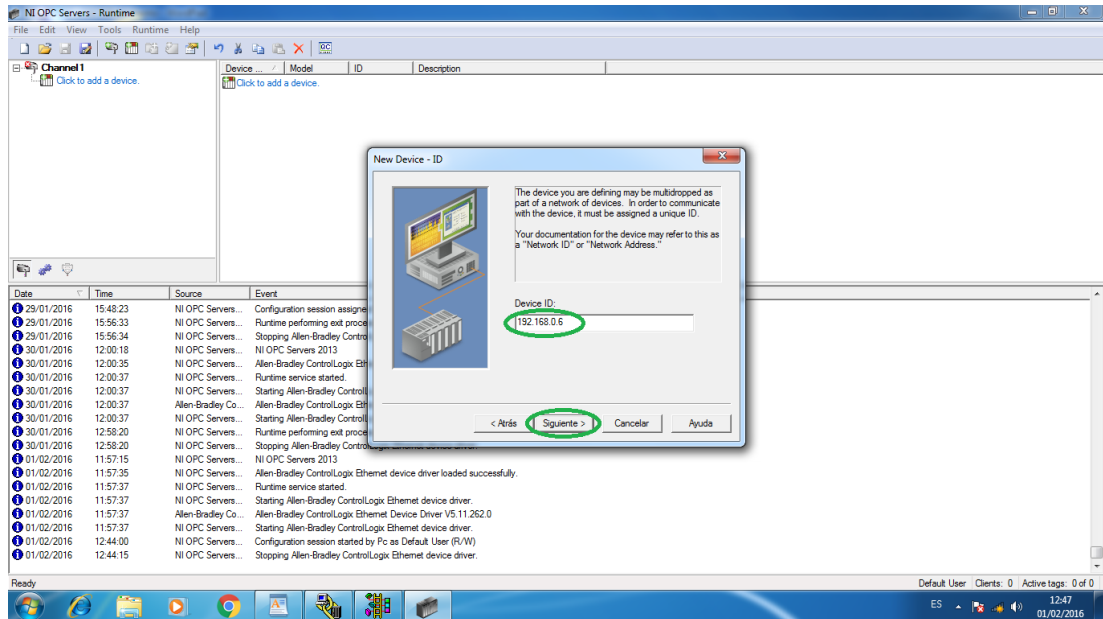 NI OPC Servers - Runtime
File Edit View Tools Runtime Help
Channel1
Click to add a device.
Device ... Model ID Description
Click to add a device.
New Device - ID
The device you are defining may be multidropped as
part of a network of devices. In order to communicate
with the device, it must be assigned a unique ID.
Your documentation for the device may refer to this as
a "Network ID" or "Network Address."
Device ID:
192.168.0.6
< Atrás Siguiente > Cancelar Ayuda
Date Time Source Event
29/01/2016 15:48:23 NI OPC Servers... Configuration session assigne
29/01/2016 15:56:33 NI OPC Servers... Runtime performing exit proce
29/01/2016 15:56:34 NI OPC Servers... Stopping Allen-Bradley Contro
30/01/2016 12:00:18 NI OPC Servers... NI OPC Servers 2013
30/01/2016 12:00:35 NI OPC Servers... Allen-Bradley ControlLogix Eth
30/01/2016 12:00:37 NI OPC Servers... Runtime service started.
30/01/2016 12:00:37 NI OPC Servers... Starting Allen-Bradley Controll
30/01/2016 12:00:37 Allen-Bradley Co... Allen-Bradley ControlLogix Eth
30/01/2016 12:00:37 NI OPC Servers... Starting Allen-Bradley Controll
30/01/2016 12:58:20 NI OPC Servers... Runtime performing exit proce
30/01/2016 12:58:20 NI OPC Servers... Stopping Allen-Bradley ControlLogix Ethernet device driver.
01/02/2016 11:57:15 NI OPC Servers... NI OPC Servers 2013
01/02/2016 11:57:35 NI OPC Servers... Allen-Bradley ControlLogix Ethernet device driver loaded successfully.
01/02/2016 11:57:37 NI OPC Servers... Runtime service started.
01/02/2016 11:57:37 NI OPC Servers... Starting Allen-Bradley ControlLogix Ethernet device driver.
01/02/2016 11:57:37 Allen-Bradley Co... Allen-Bradley ControlLogix Ethernet Device Driver V5.11.262.0
01/02/2016 11:57:37 NI OPC Servers... Starting Allen-Bradley ControlLogix Ethernet device driver.
01/02/2016 12:44:00 NI OPC Servers... Configuration session started by Pc as Default User (R/W)
01/02/2016 12:44:15 NI OPC Servers... Stopping Allen-Bradley ControlLogix Ethernet device driver.
Ready Default User Clients: 0 Active tags: 0 of 0
ES 12:47
01/02/2016